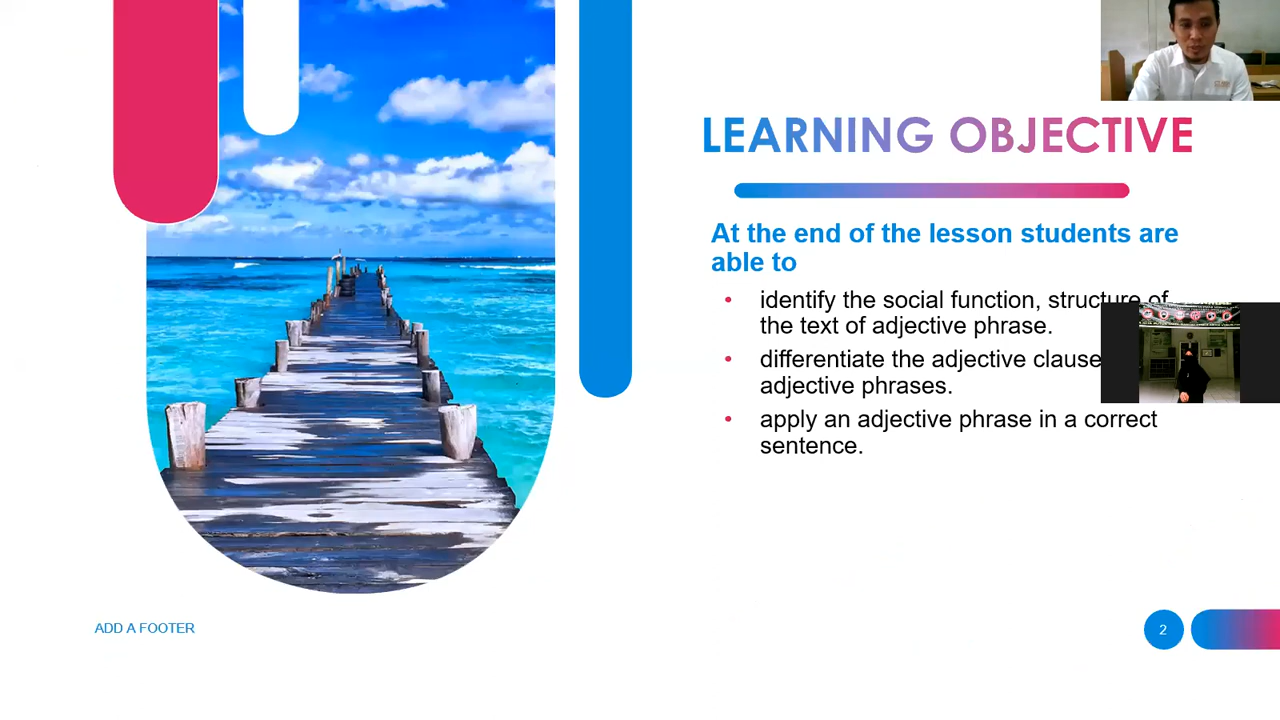 LEARNING OBJECTIVE
At the end of the lesson students are
able to
• identify the social function, structure of
the text of adjective phrase.
• differentiate the adjective clause
adjective phrases.
• apply an adjective phrase in a correct
sentence.
ADD A FOOTER
2